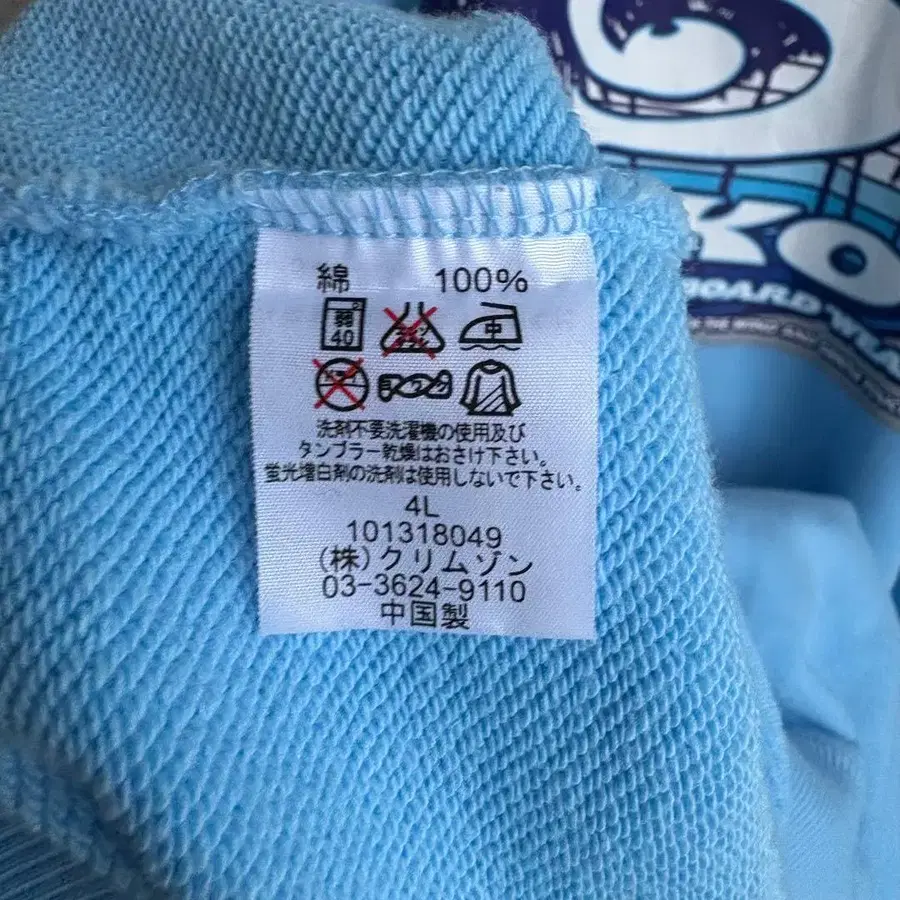 KO
BOARD WEA
綿 100%
弱
40
中
洗剤不要洗濯機の使用及び
タンブラー乾燥はおさけ下さい。
蛍光増白剤の洗剤は使用しないで下さい。
4L
101318049
(株)クリムゾン
03-3624-9110
中国製